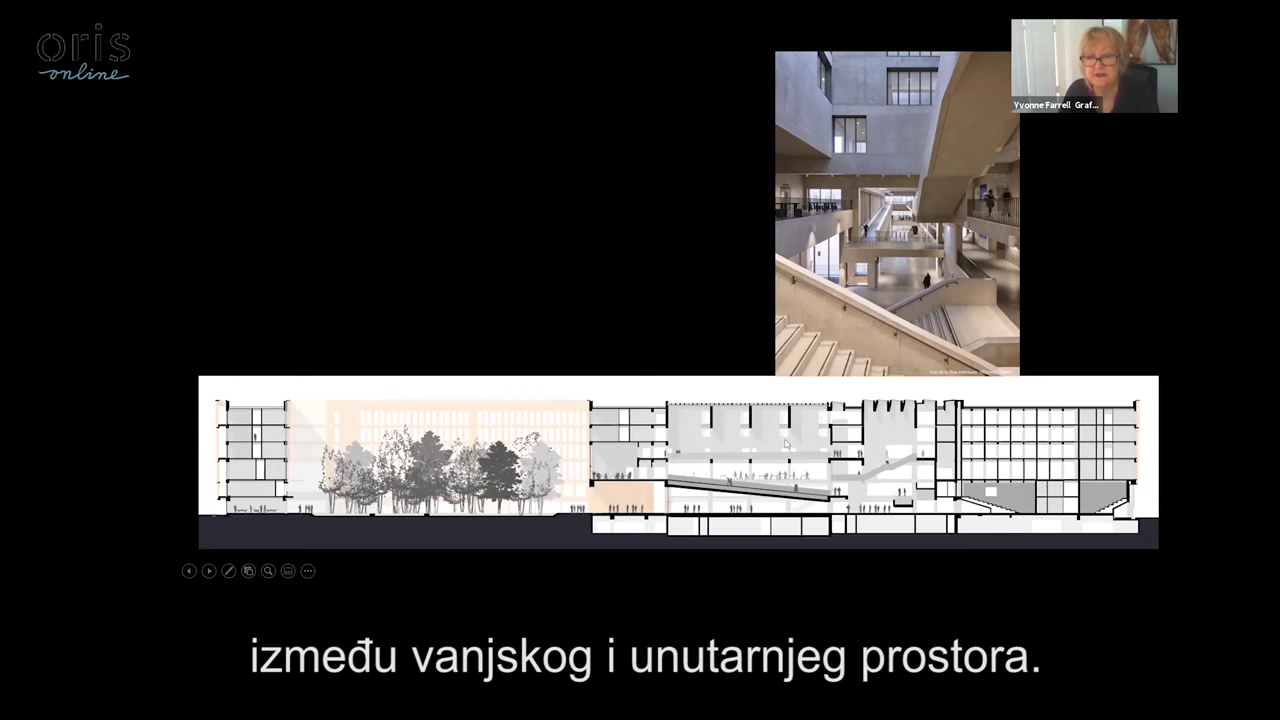 oris
online
Yvonne Farrell Graf...
između vanjskog i unutarnjeg prostora.